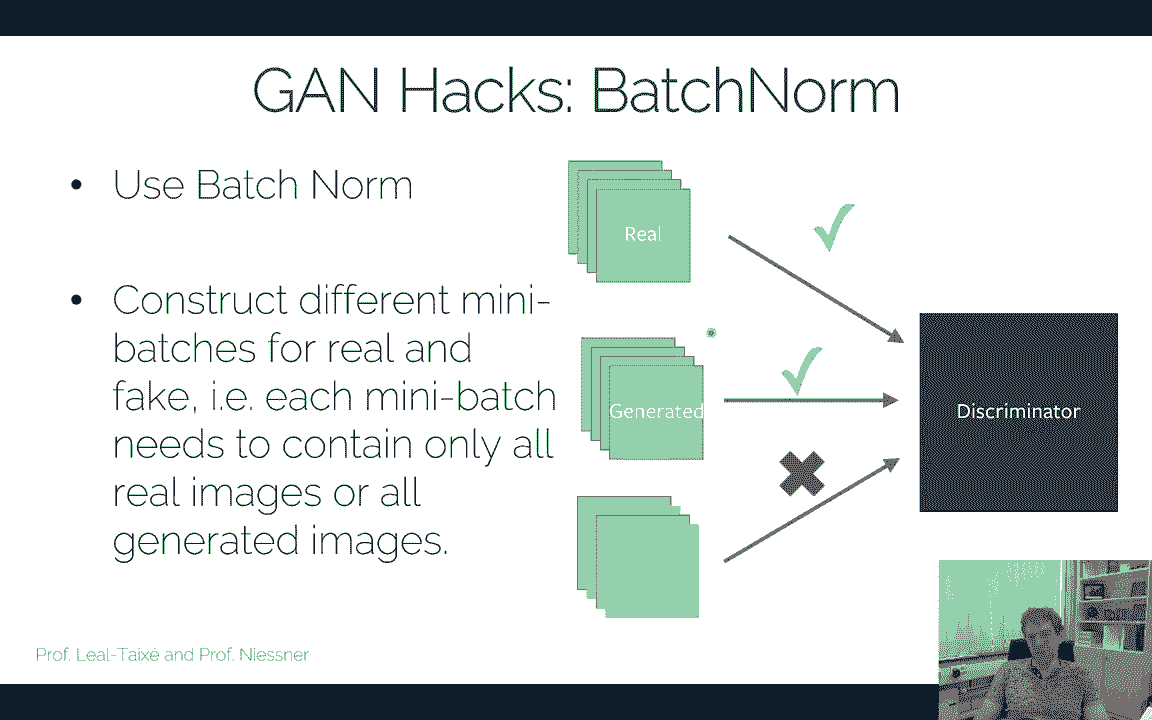 GAN Hacks: BatchNorm
• Use Batch Norm
• Construct different mini-
batches for real and
fake, i.e. each mini-batch
needs to contain only all
real images or all
generated images.
Real
Generated
Discriminator
Prof. Leal-Taixé and Prof. Niessner